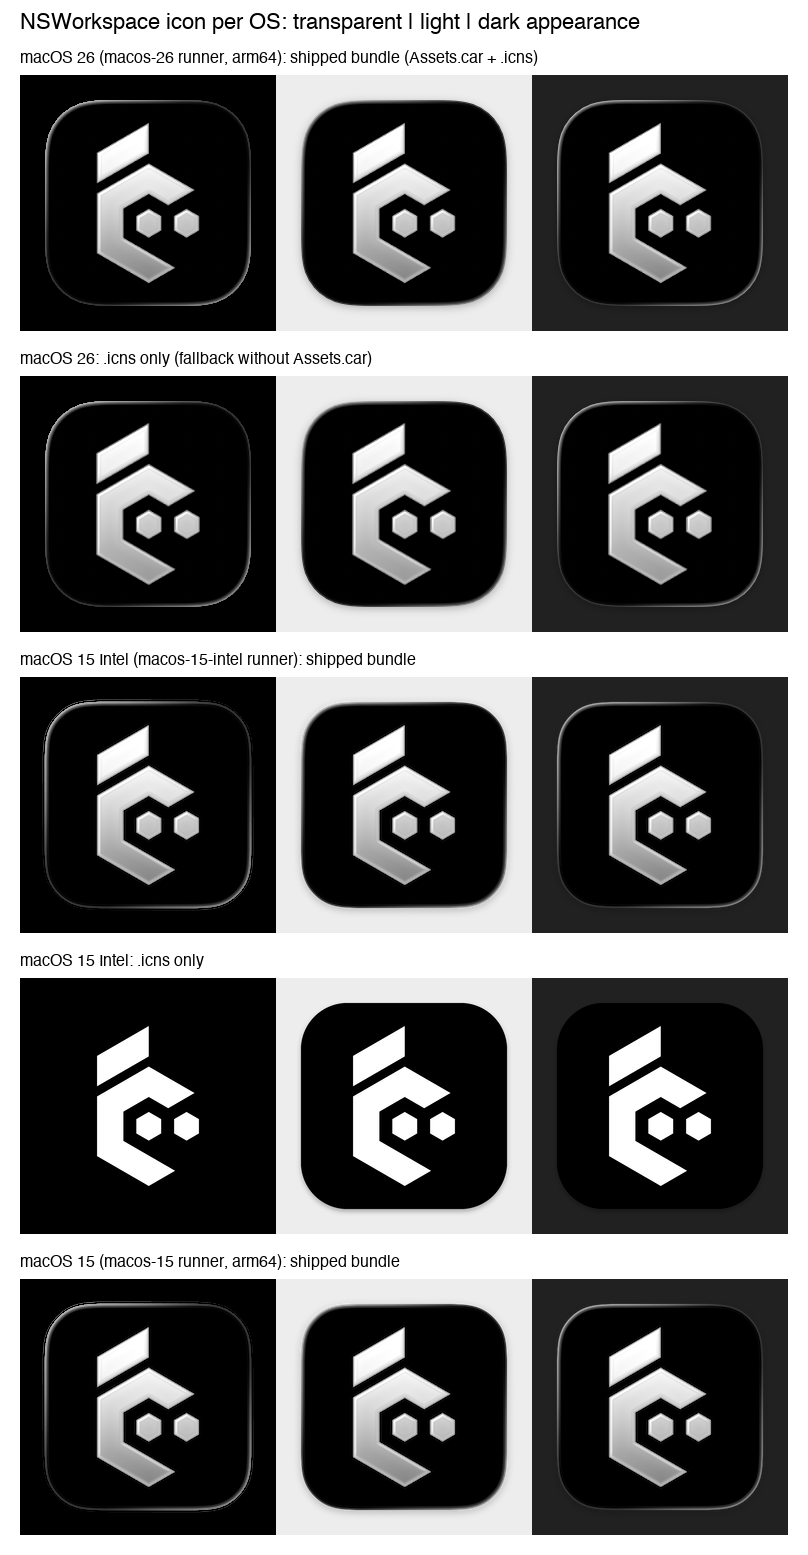 NSWorkspace icon per OS: transparent | light | dark appearance
macOS 26 (macos-26 runner, arm64): shipped bundle (Assets.car + .icns)
macOS 26: .icns only (fallback without Assets.car)
macOS 15 Intel (macos-15-intel runner): shipped bundle
macOS 15 Intel: .icns only
macOS 15 (macos-15 runner, arm64): shipped bundle